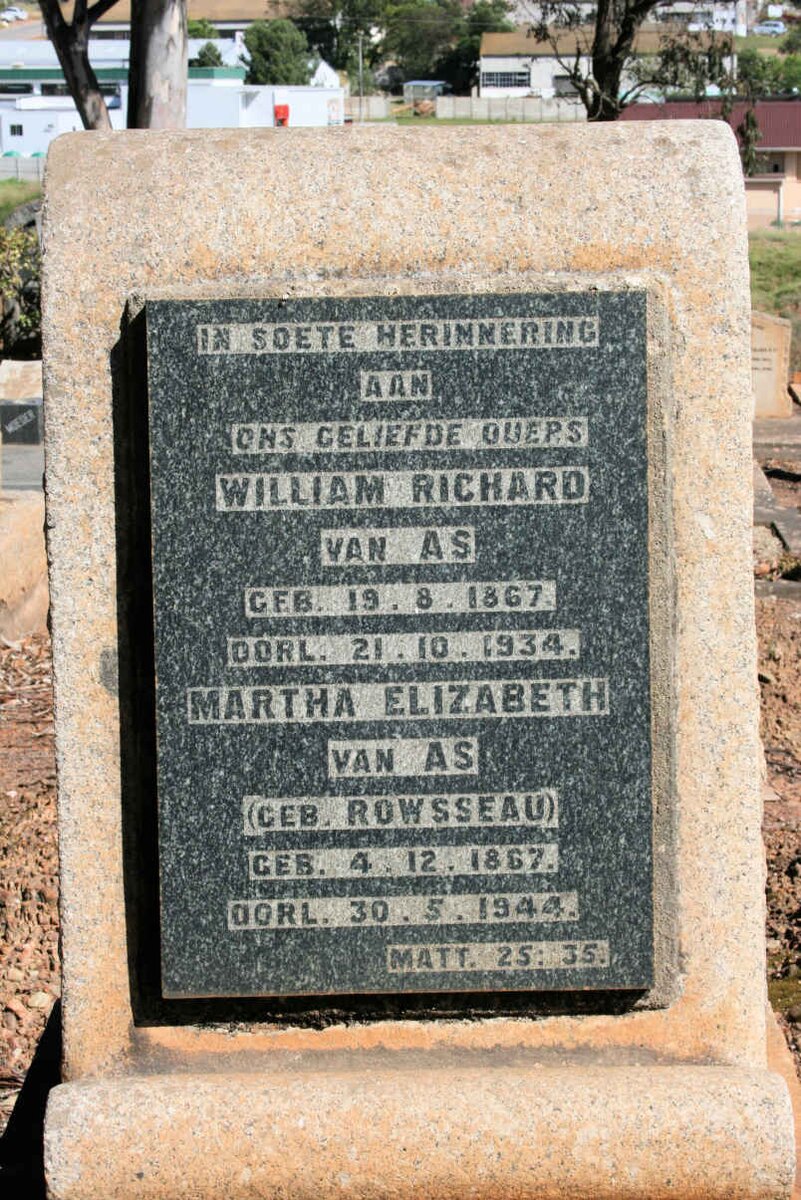 IN SOETE HERINNERING
AAN
ONS GELIEFDE OUERS
WILLIAM RICHARD
VAN AS
GEB. 19.8.1867.
OORL. 21.10.1934.
MARTHA ELIZABETH
VAN AS
(GEB. ROWSSEAU)
GEB. 4.12.1867.
OORL. 30.5.1944.
MATT. 25: 35.
MOEDER